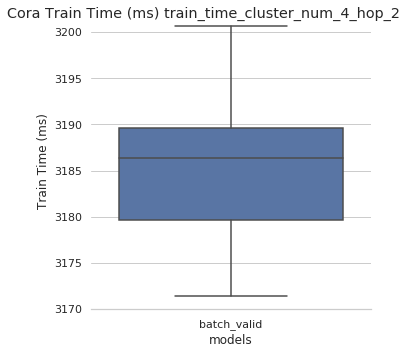 Cora Train Time (ms) train_time_cluster_num_4_hop_2
3200
3195
3190
3185
3180
3175
3170
Train Time (ms)
batch_valid
models